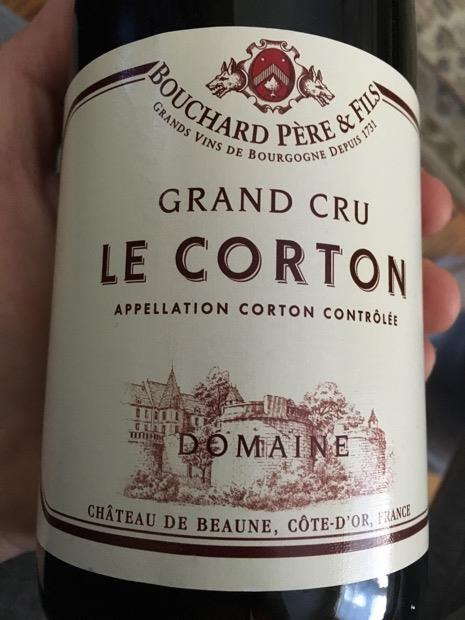 BOUCHARD PÈRE & FILS
GRANDS VINS DE BOURGOGNE DEPUIS 1731
GRAND CRU
LE CORTON
APPELLATION CORTON CONTRÔLÉE
DOMAINE
CHÂTEAU DE BEAUNE, CÔTE-D'OR, FRANCE